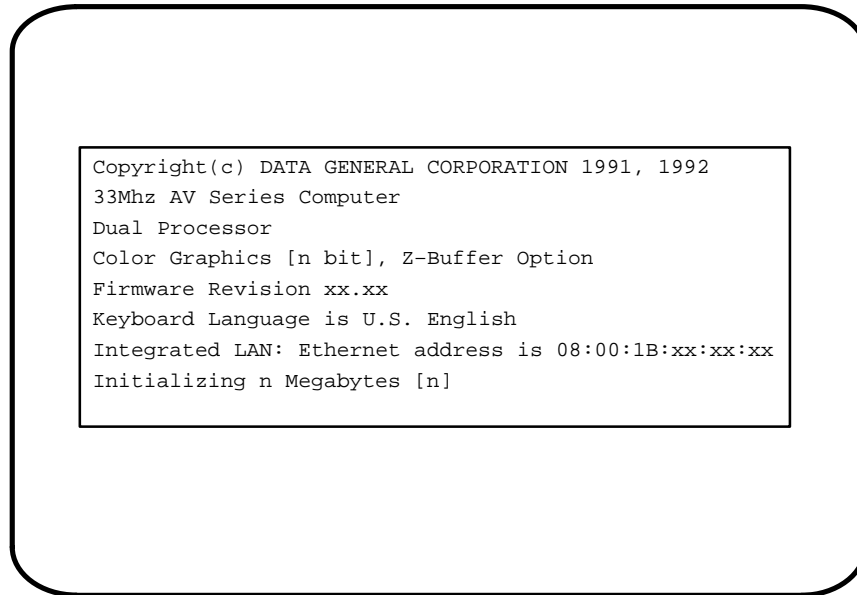 Copyright(c) DATA GENERAL CORPORATION 1991, 1992
33Mhz AV Series Computer
Dual Processor
Color Graphics [n bit], Z-Buffer Option
Firmware Revision xx.xx
Keyboard Language is U.S. English
Integrated LAN: Ethernet address is 08:00:1B:xx:xx:xx
Initializing n Megabytes [n]